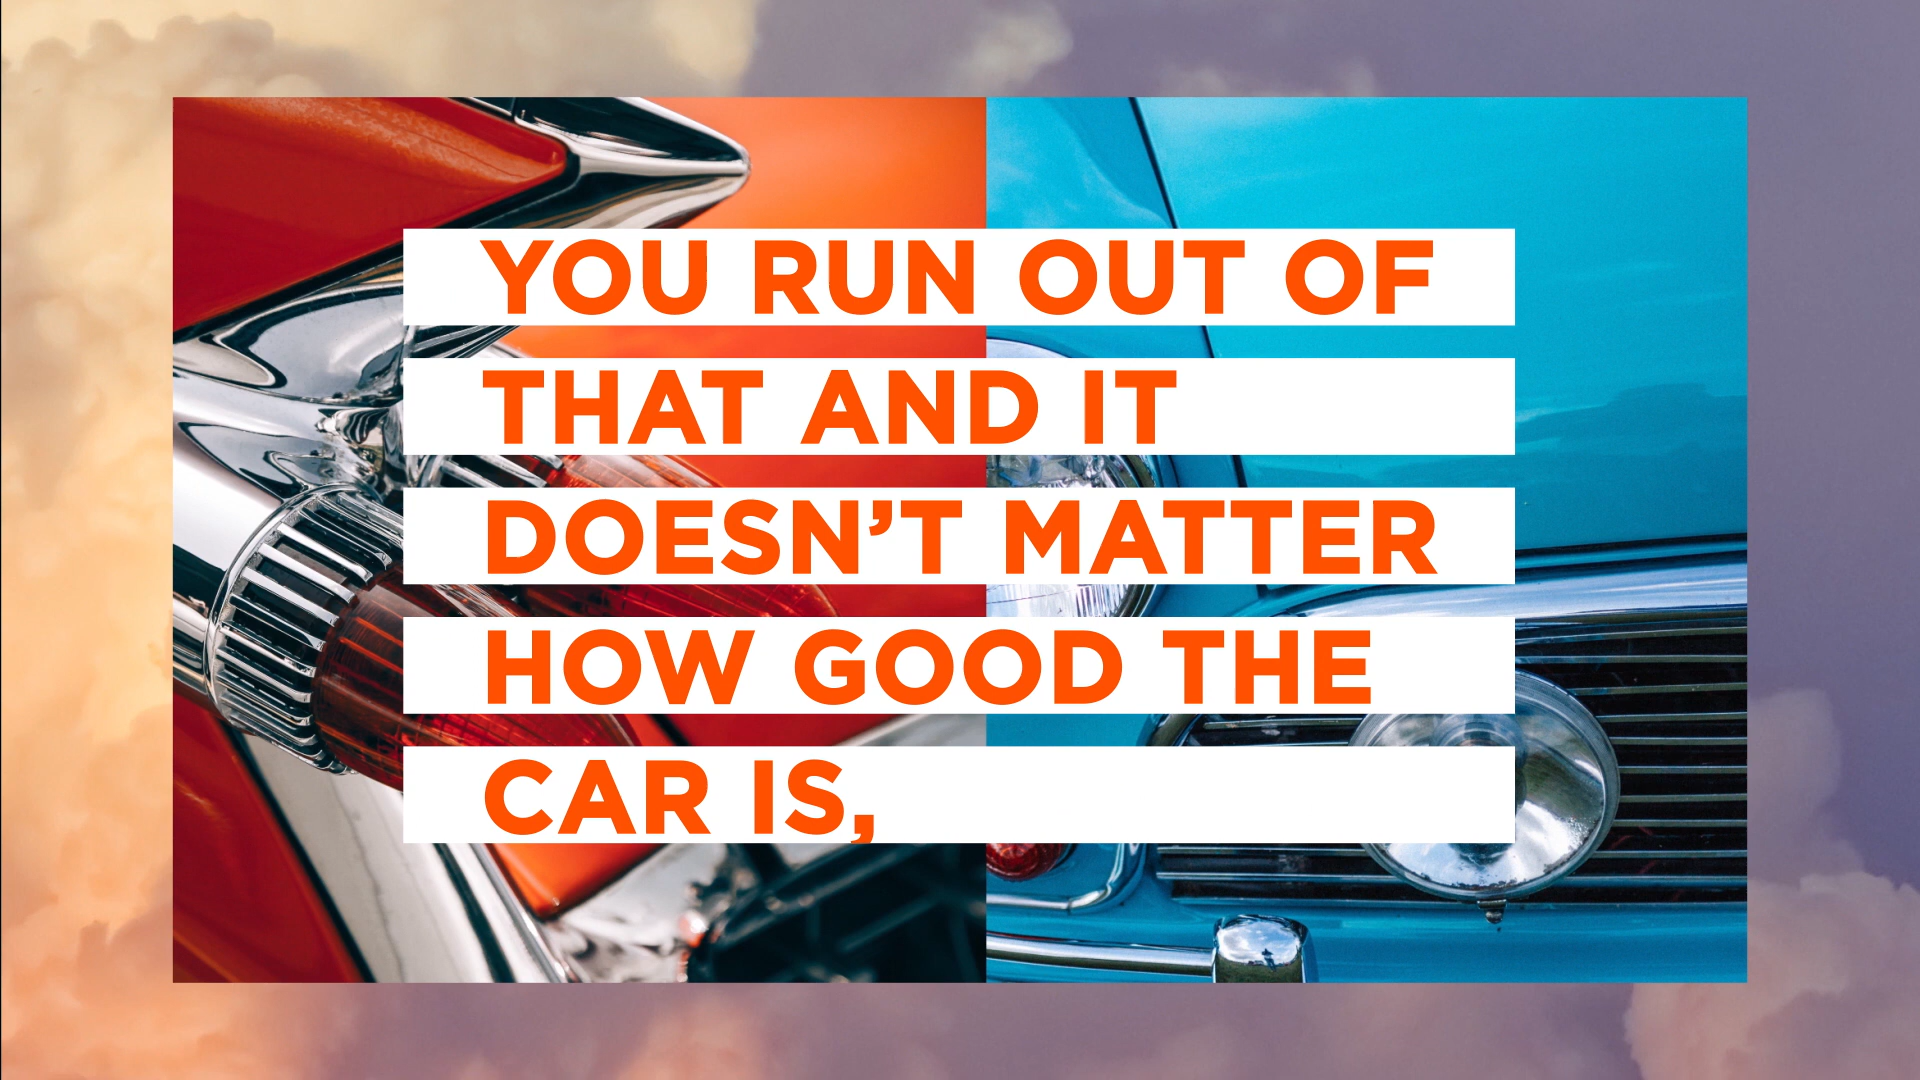 YOU RUN OUT OF
THAT AND IT
DOESN’T MATTER
HOW GOOD THE
CAR IS,